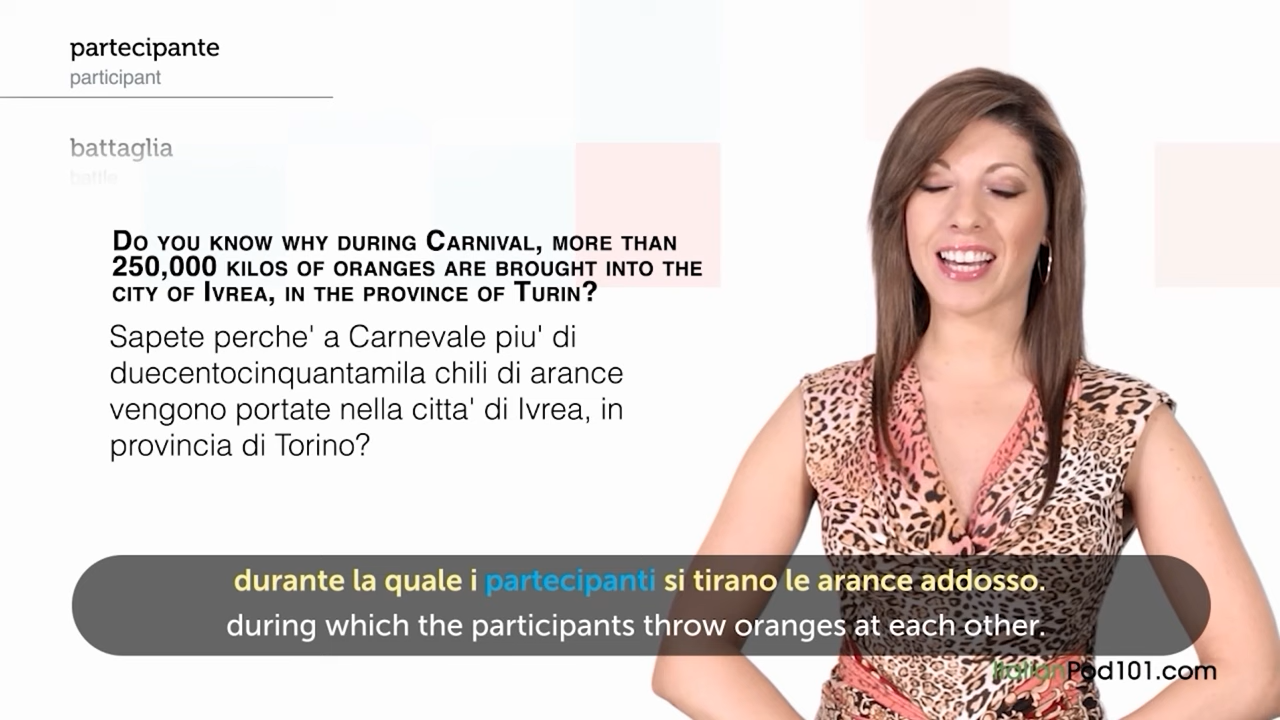 partecipante
participant
battaglia
battle
Do you know why during Carnival, more than
250,000 kilos of oranges are brought into the
city of Ivrea, in the province of Turin?
Sapete perche' a Carnevale piu' di
duecentocinquantamila chili di arance
vengono portate nella citta' di Ivrea, in
provincia di Torino?
durante la quale i partecipanti si tirano le arance addosso.
during which the participants throw oranges at each other.
ItalianPod101.com